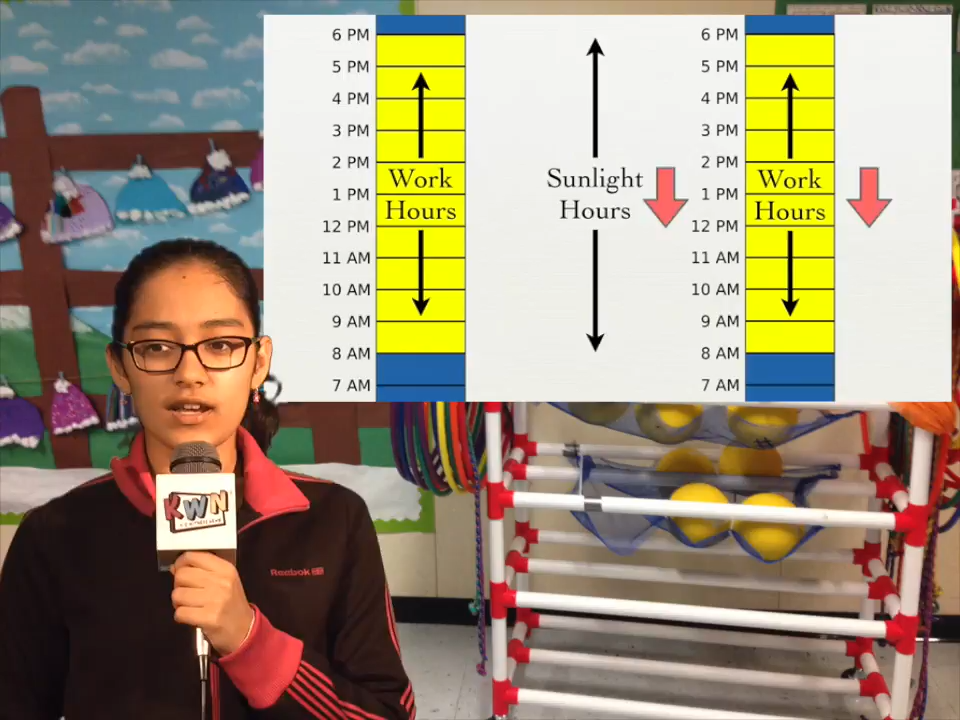 6 PM
5 PM
4 PM
3 PM
2 PM
1 PM
12 PM
11 AM
10 AM
9 AM
8 AM
7 AM
Work
Hours
Sunlight
Hours
6 PM
5 PM
4 PM
3 PM
2 PM
1 PM
12 PM
11 AM
10 AM
9 AM
8 AM
7 AM
Work
Hours
KWN
Reebok